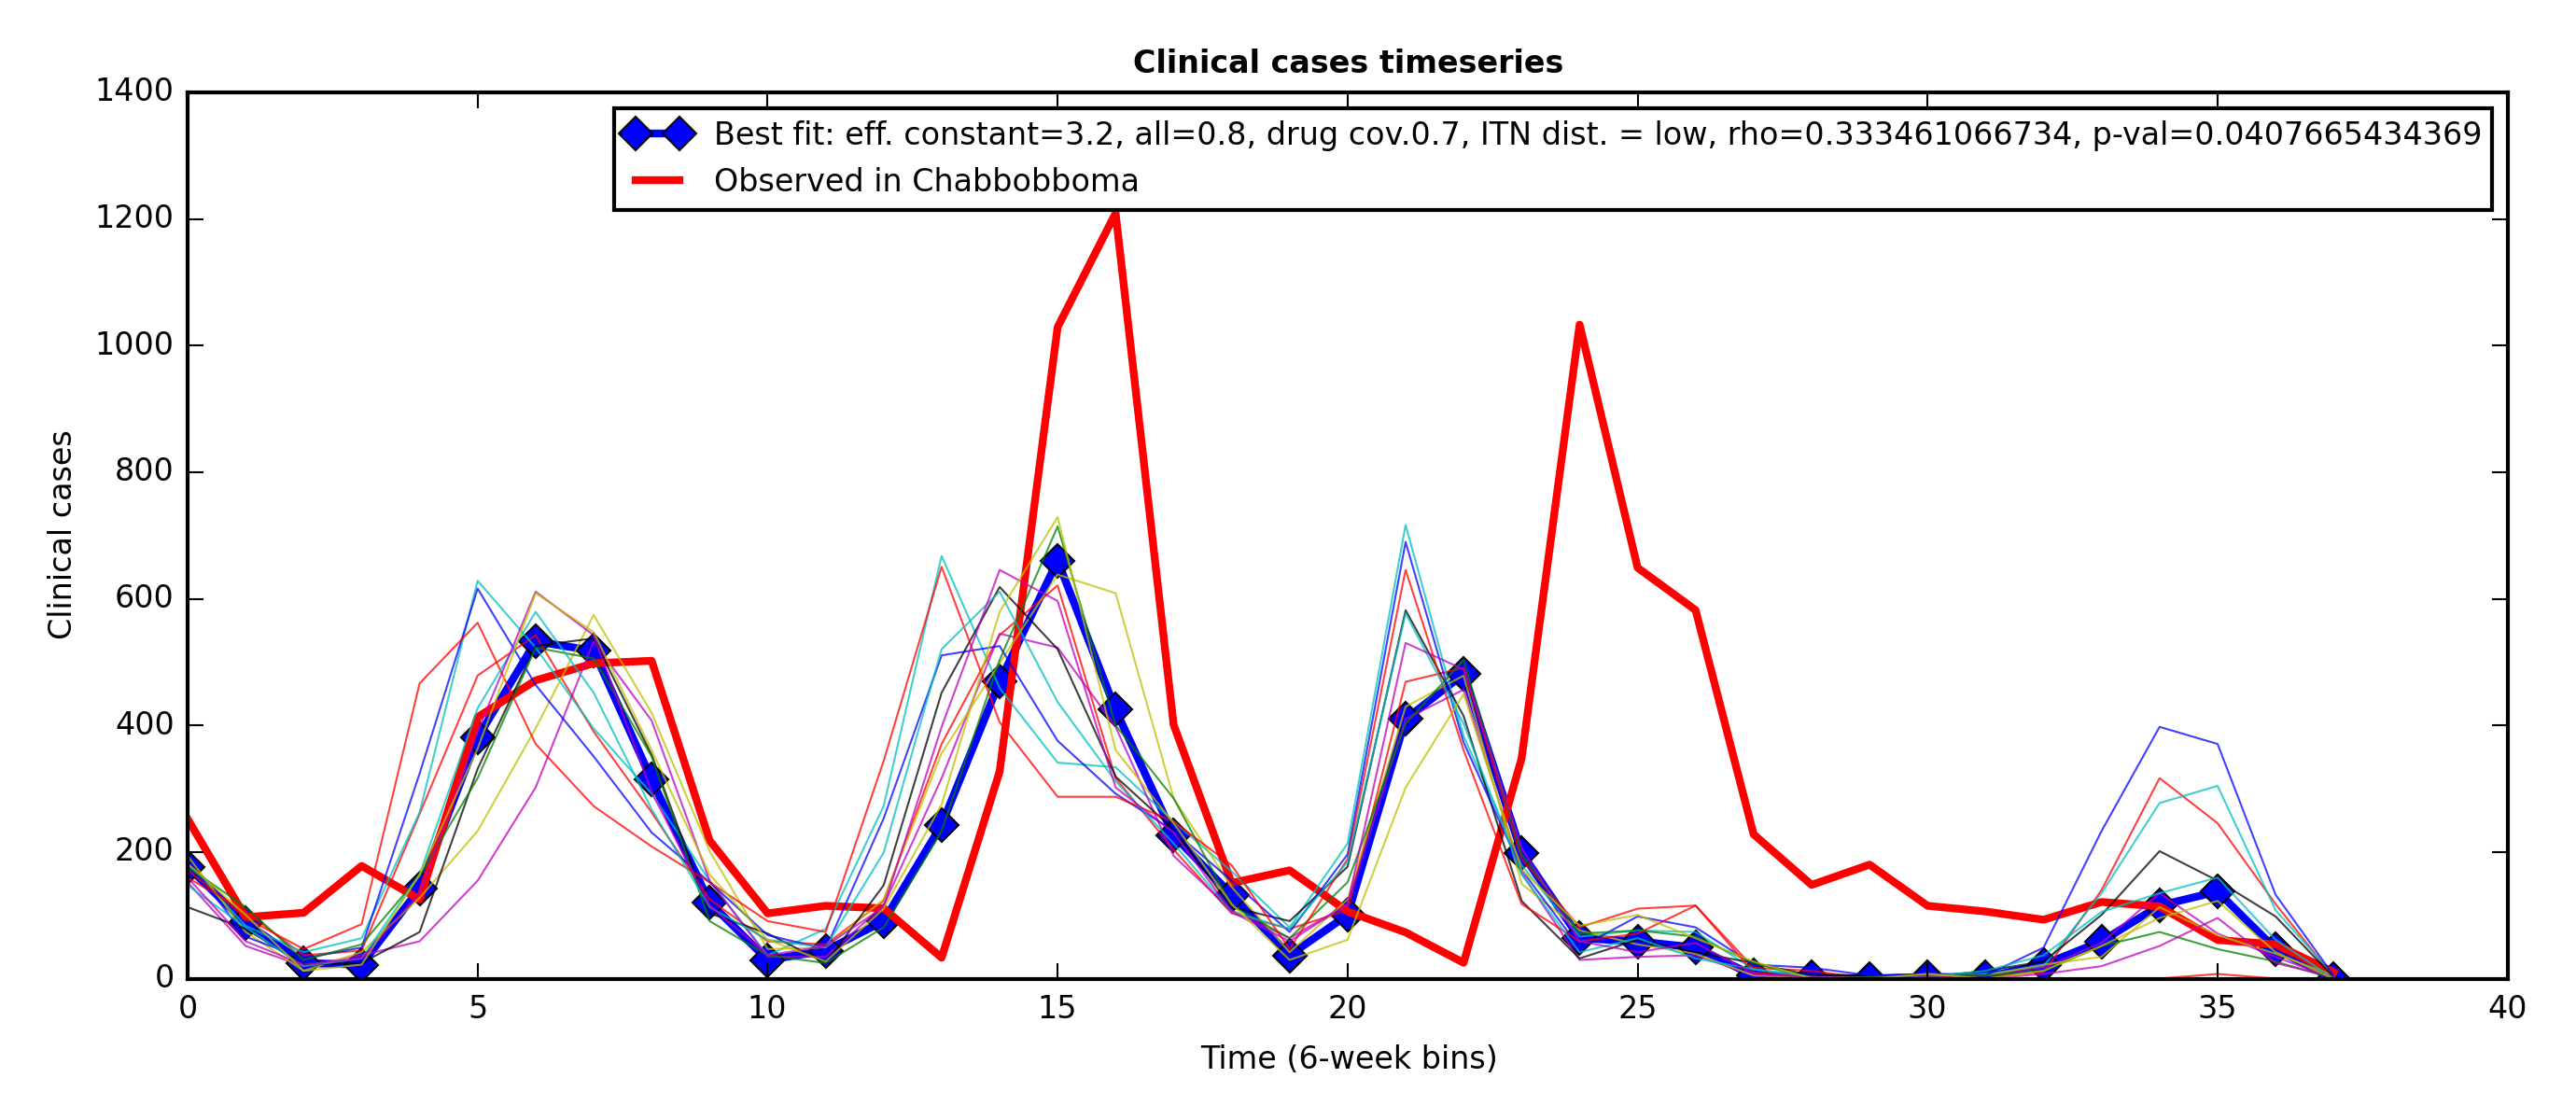 Clinical cases timeseries
Best fit: eff. constant=3.2, all=0.8, drug cov.0.7, ITN dist. = low, rho=0.333461066734, p-val=0.0407665434369
Observed in Chabbobboma
1400
1200
1000
800
600
400
200
0
Clinical cases
0 5 10 15 20 25 30 35 40
Time (6-week bins)